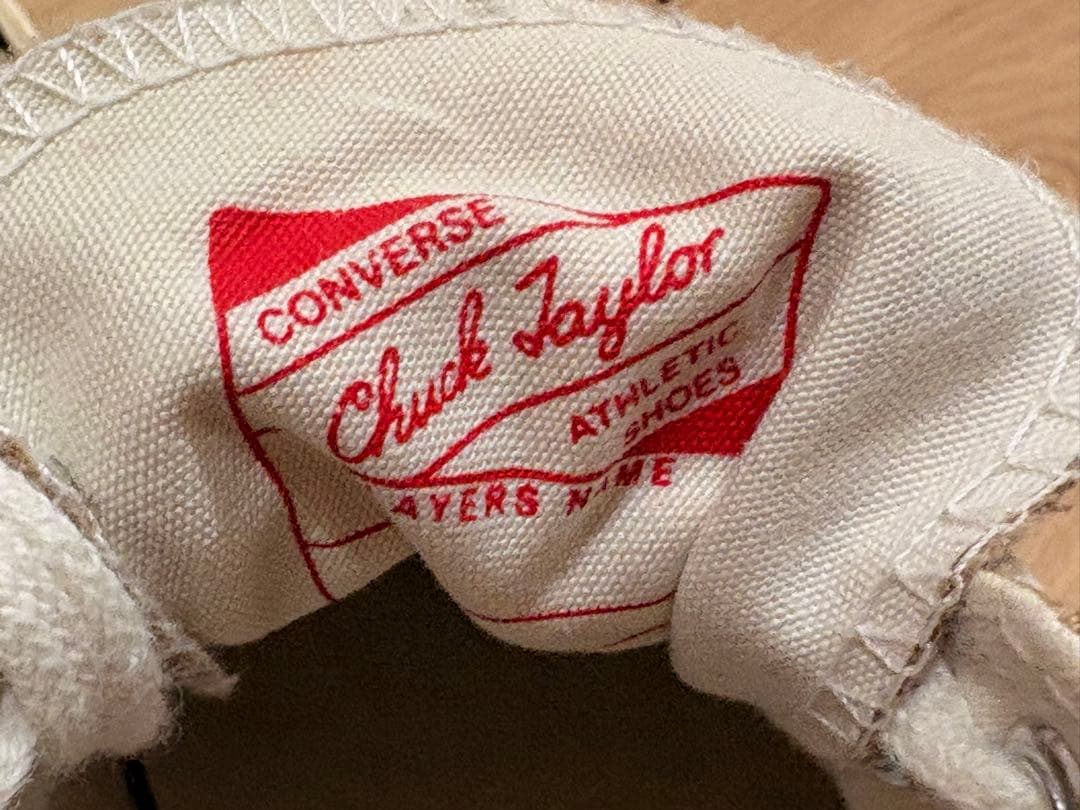 CONVERSE
Chuck Taylor
ATHLETIC
SHOES
AYERS NAME